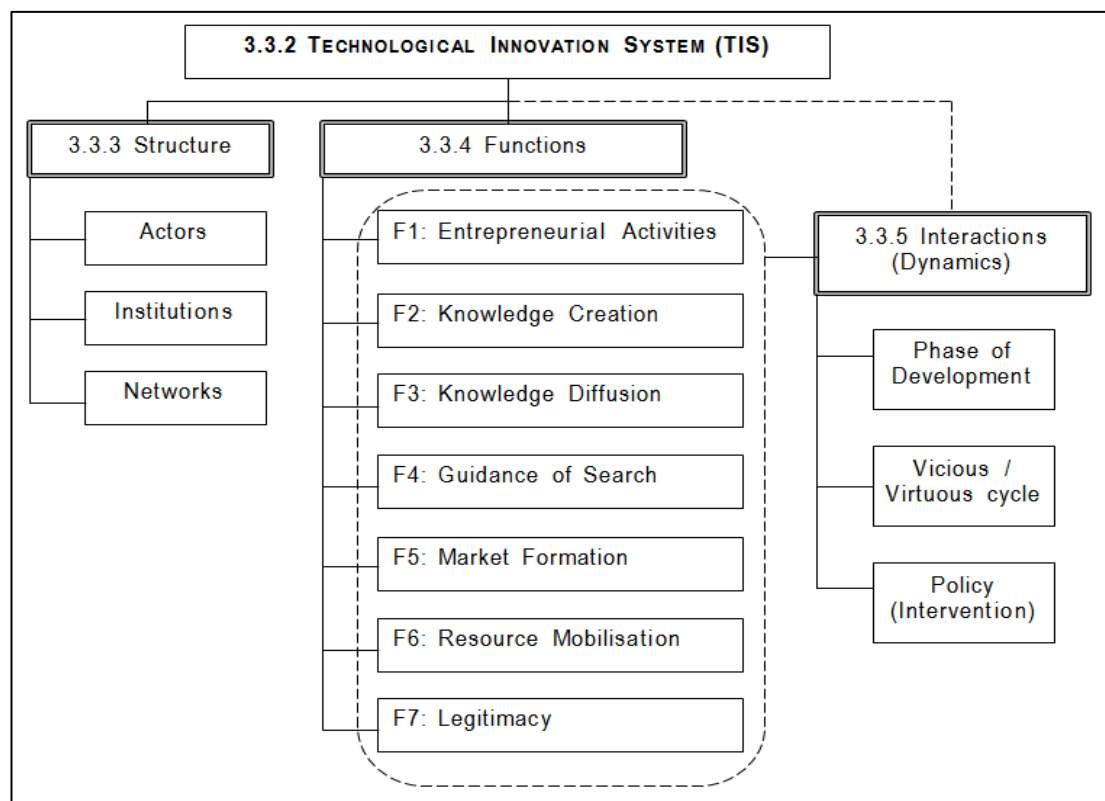 3.3.2 TECHNOLOGICAL INNOVATION SYSTEM (TIS)
3.3.3 Structure
Actors
Institutions
Networks
3.3.4 Functions
F1: Entrepreneurial Activities
F2: Knowledge Creation
F3: Knowledge Diffusion
F4: Guidance of Search
F5: Market Formation
F6: Resource Mobilisation
F7: Legitimacy
3.3.5 Interactions
(Dynamics)
Phase of
Development
Vicious /
Virtuous cycle
Policy
(Intervention)